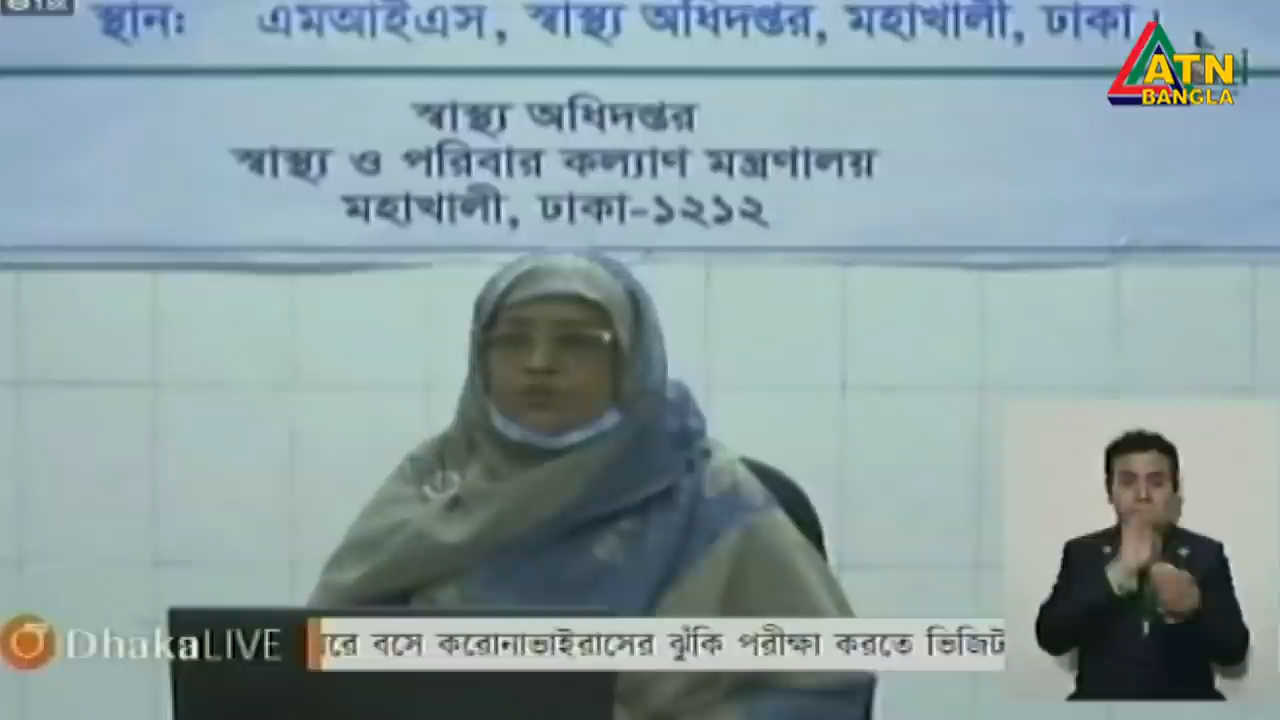 স্থান: এমআইএস, স্বাস্থ্য অধিদপ্তর, মহাখালী, ঢাকা।
ATN
BANGLA
স্বাস্থ্য অধিদপ্তর
স্বাস্থ্য ও পরিবার কল্যাণ মন্ত্রণালয়
মহাখালী, ঢাকা-১২১২
DhakaLIVE
রে বসে করোনাভাইরাসের ঝুঁকি পরীক্ষা করতে ভিজিট